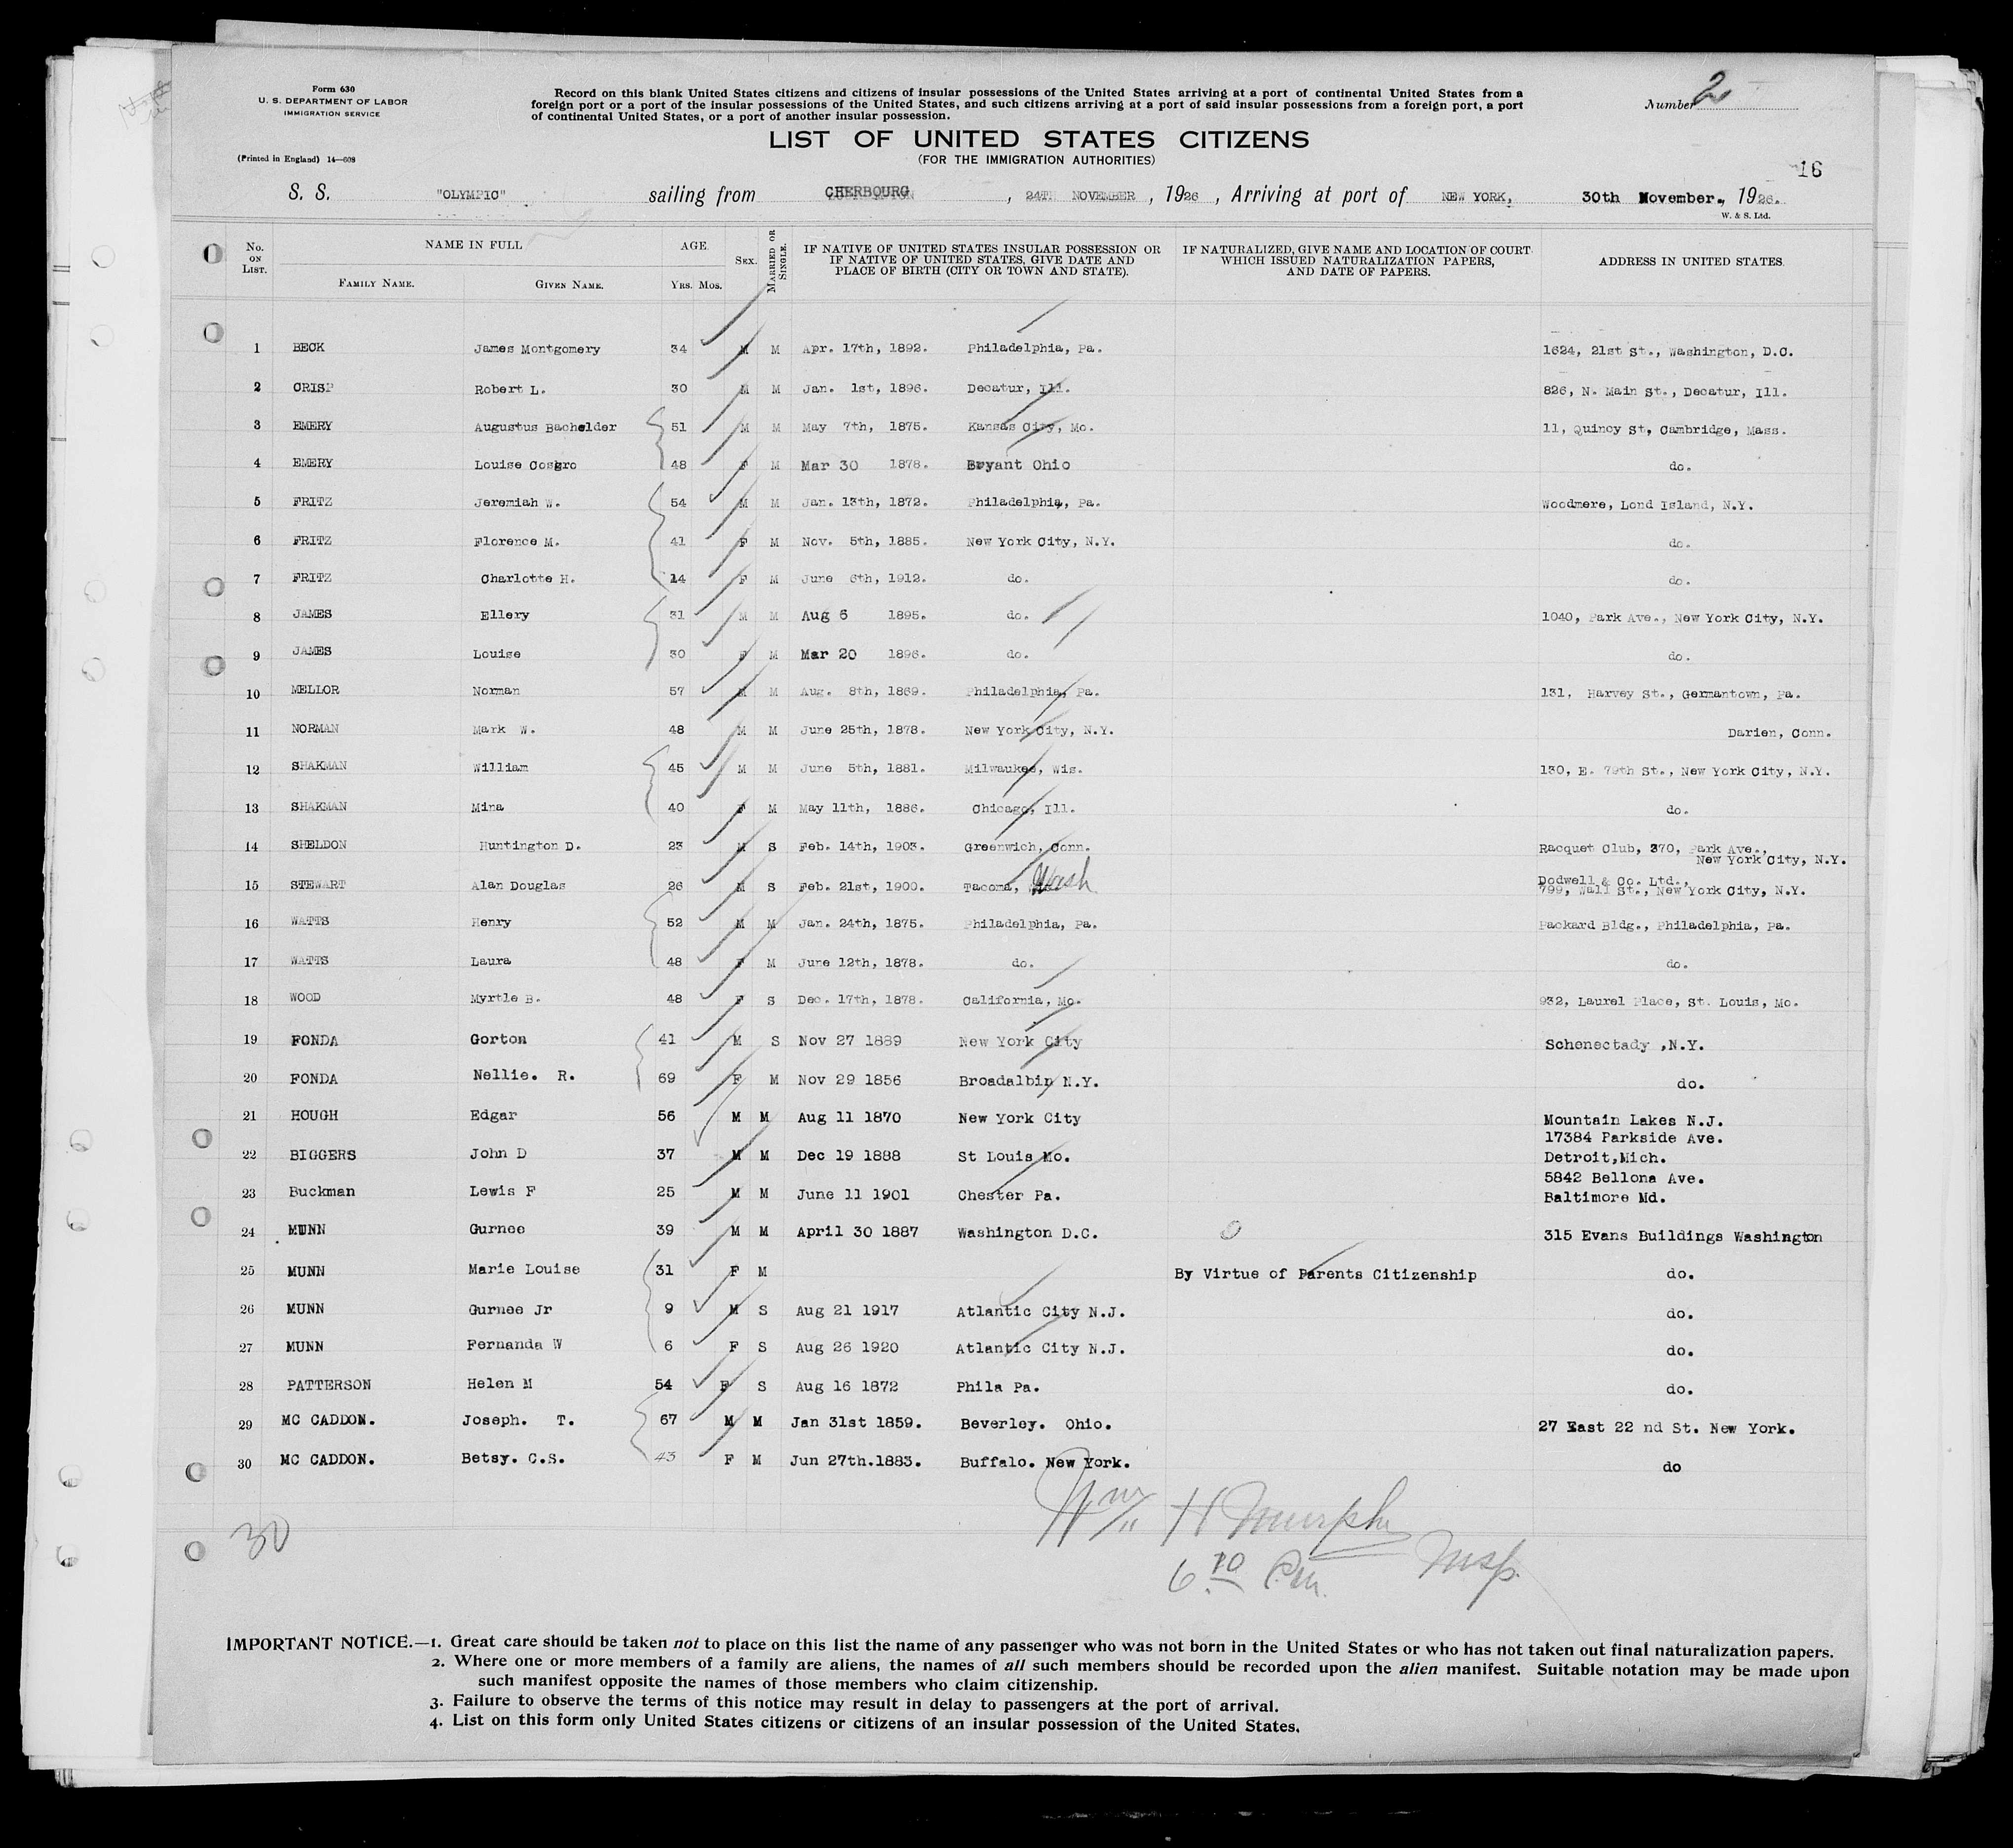 Form 630
U. S. DEPARTMENT OF LABOR
IMMIGRATION SERVICE
(Printed in England) 14—608
Record on this blank United States citizens and citizens of insular possessions of the United States arriving at a port of continental United States from a
foreign port or a port of the insular possessions of the United States, and such citizens arriving at a port of said insular possessions from a foreign port, a port
of continental United States, or a port of another insular possession.
Number 2
LIST OF UNITED STATES CITIZENS
(FOR THE IMMIGRATION AUTHORITIES)
16
S. S. "OLYMPIC" sailing from CHERBOURG, 24TH NOVEMBER, 1926, Arriving at port of NEW YORK, 30th November., 1926.
W. & S. Ltd.
No. ON LIST. NAME IN FULL AGE. SEX. MARRIED OR SINGLE. IF NATIVE OF UNITED STATES INSULAR POSSESSION OR IF NATIVE OF UNITED STATES, GIVE DATE AND PLACE OF BIRTH (CITY OR TOWN AND STATE). IF NATURALIZED, GIVE NAME AND LOCATION OF COURT WHICH ISSUED NATURALIZATION PAPERS, AND DATE OF PAPERS. ADDRESS IN UNITED STATES.
FAMILY NAME. GIVEN NAME. YRS. MOS.
1 BECK James Montgomery 34 M M Apr. 17th, 1892. Philadelphia, Pa. 1624, 21st St., Washington, D.C.
2 CRISP Robert L. 30 M M Jan. 1st, 1896. Decatur, Ill. 826, N. Main St., Decatur, Ill.
3 EMERY Augustus Bachelder 51 M M May 7th, 1875. Kansas City, Mo. 11, Quincy St, Cambridge, Mass.
4 EMERY Louise Cosgro 48 F M Mar 30 1878. Bryant Ohio do.
5 FRITZ Jeremiah W. 54 M M Jan. 13th, 1872. Philadelphia, Pa. Woodmere, Lond Island, N.Y.
6 FRITZ Florence M. 41 F M Nov. 5th, 1885. New York City, N.Y. do.
7 FRITZ Charlotte H. 14 F M June 6th, 1912. do. do.
8 JAMES Ellery 31 M M Aug 6 1895. do. 1040, Park Ave., New York City, N.Y.
9 JAMES Louise 30 F M Mar 20 1896. do. do.
10 MELLOR Norman 57 M M Aug. 8th, 1869. Philadelphia, Pa. 131, Harvey St., Germantown, Pa.
11 NORMAN Mark W. 48 M M June 25th, 1878. New York City, N.Y. Darien, Conn.
12 SHAKMAN William 45 M M June 5th, 1881. Milwaukee, Wis. 130, E. 79th St., New York City, N.Y.
13 SHAKMAN Mina 40 F M May 11th, 1886. Chicago, Ill. do.
14 SHELDON Huntington D. 23 M S Feb. 14th, 1903. Greenwich, Conn. Racquet Club, 370, Park Ave.,
New York City, N.Y.
15 STEWART Alan Douglas 26 M S Feb. 21st, 1900. Tacoma, Wash Dodwell & Co. Ltd.,
799, Wall St., New York City, N.Y.
16 WATTS Henry 52 M M Jan. 24th, 1875. Philadelphia, Pa. Packard Bldg., Philadelphia, Pa.
17 WATTS Laura 48 F M June 12th, 1878. do. do.
18 WOOD Myrtle B. 48 F S Dec. 17th, 1878. California, Mo. 932, Laurel Place, St. Louis, Mo.
19 FONDA Gorton 41 M S Nov 27 1889 New York City Schenectady ,N.Y.
20 FONDA Nellie. R. 69 F M Nov 29 1856 Broadalbin N.Y. do.
21 HOUGH Edgar 56 M M Aug 11 1870 New York City Mountain Lakes N.J.
17384 Parkside Ave.
22 BIGGERS John D 37 M M Dec 19 1888 St Louis Mo. Detroit,Mich.
5842 Bellona Ave.
23 Buckman Lewis F 25 M M June 11 1901 Chester Pa. Baltimore Md.
24 MUNN Gurnee 39 M M April 30 1887 Washington D.C. 315 Evans Buildings Washington
25 MUNN Marie Louise 31 F M By Virtue of Parents Citizenship do.
26 MUNN Gurnee Jr 9 M S Aug 21 1917 Atlantic City N.J. do.
27 MUNN Fernanda W 6 F S Aug 26 1920 Atlantic City N.J. do.
28 PATTERSON Helen M 54 F S Aug 16 1872 Phila Pa. do.
29 MC CADDON. Joseph. T. 67 M M Jan 31st 1859. Beverley. Ohio. 27 East 22 nd St. New York.
30 MC CADDON. Betsy. C.S. 43 F M Jun 27th.1883. Buffalo. New York. do
30
Wm H Murphy
Insp.
6 10 P.m.
IMPORTANT NOTICE.—1. Great care should be taken not to place on this list the name of any passenger who was not born in the United States or who has not taken out final naturalization papers.
2. Where one or more members of a family are aliens, the names of all such members should be recorded upon the alien manifest. Suitable notation may be made upon
such manifest opposite the names of those members who claim citizenship.
3. Failure to observe the terms of this notice may result in delay to passengers at the port of arrival.
4. List on this form only United States citizens or citizens of an insular possession of the United States.